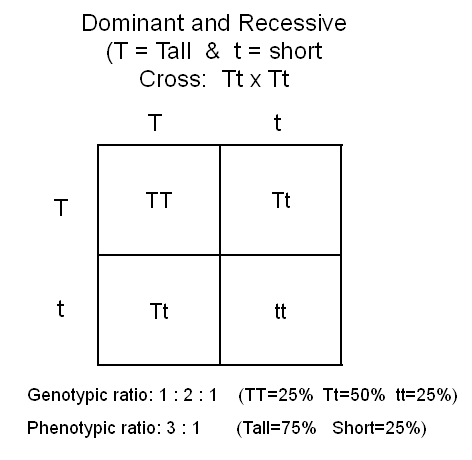 Dominant and Recessive
(T = Tall & t = short
Cross: Tt x Tt
T t
T TT Tt
t Tt tt
Genotypic ratio: 1 : 2 : 1 (TT=25% Tt=50% tt=25%)
Phenotypic ratio: 3 : 1 (Tall=75% Short=25%)